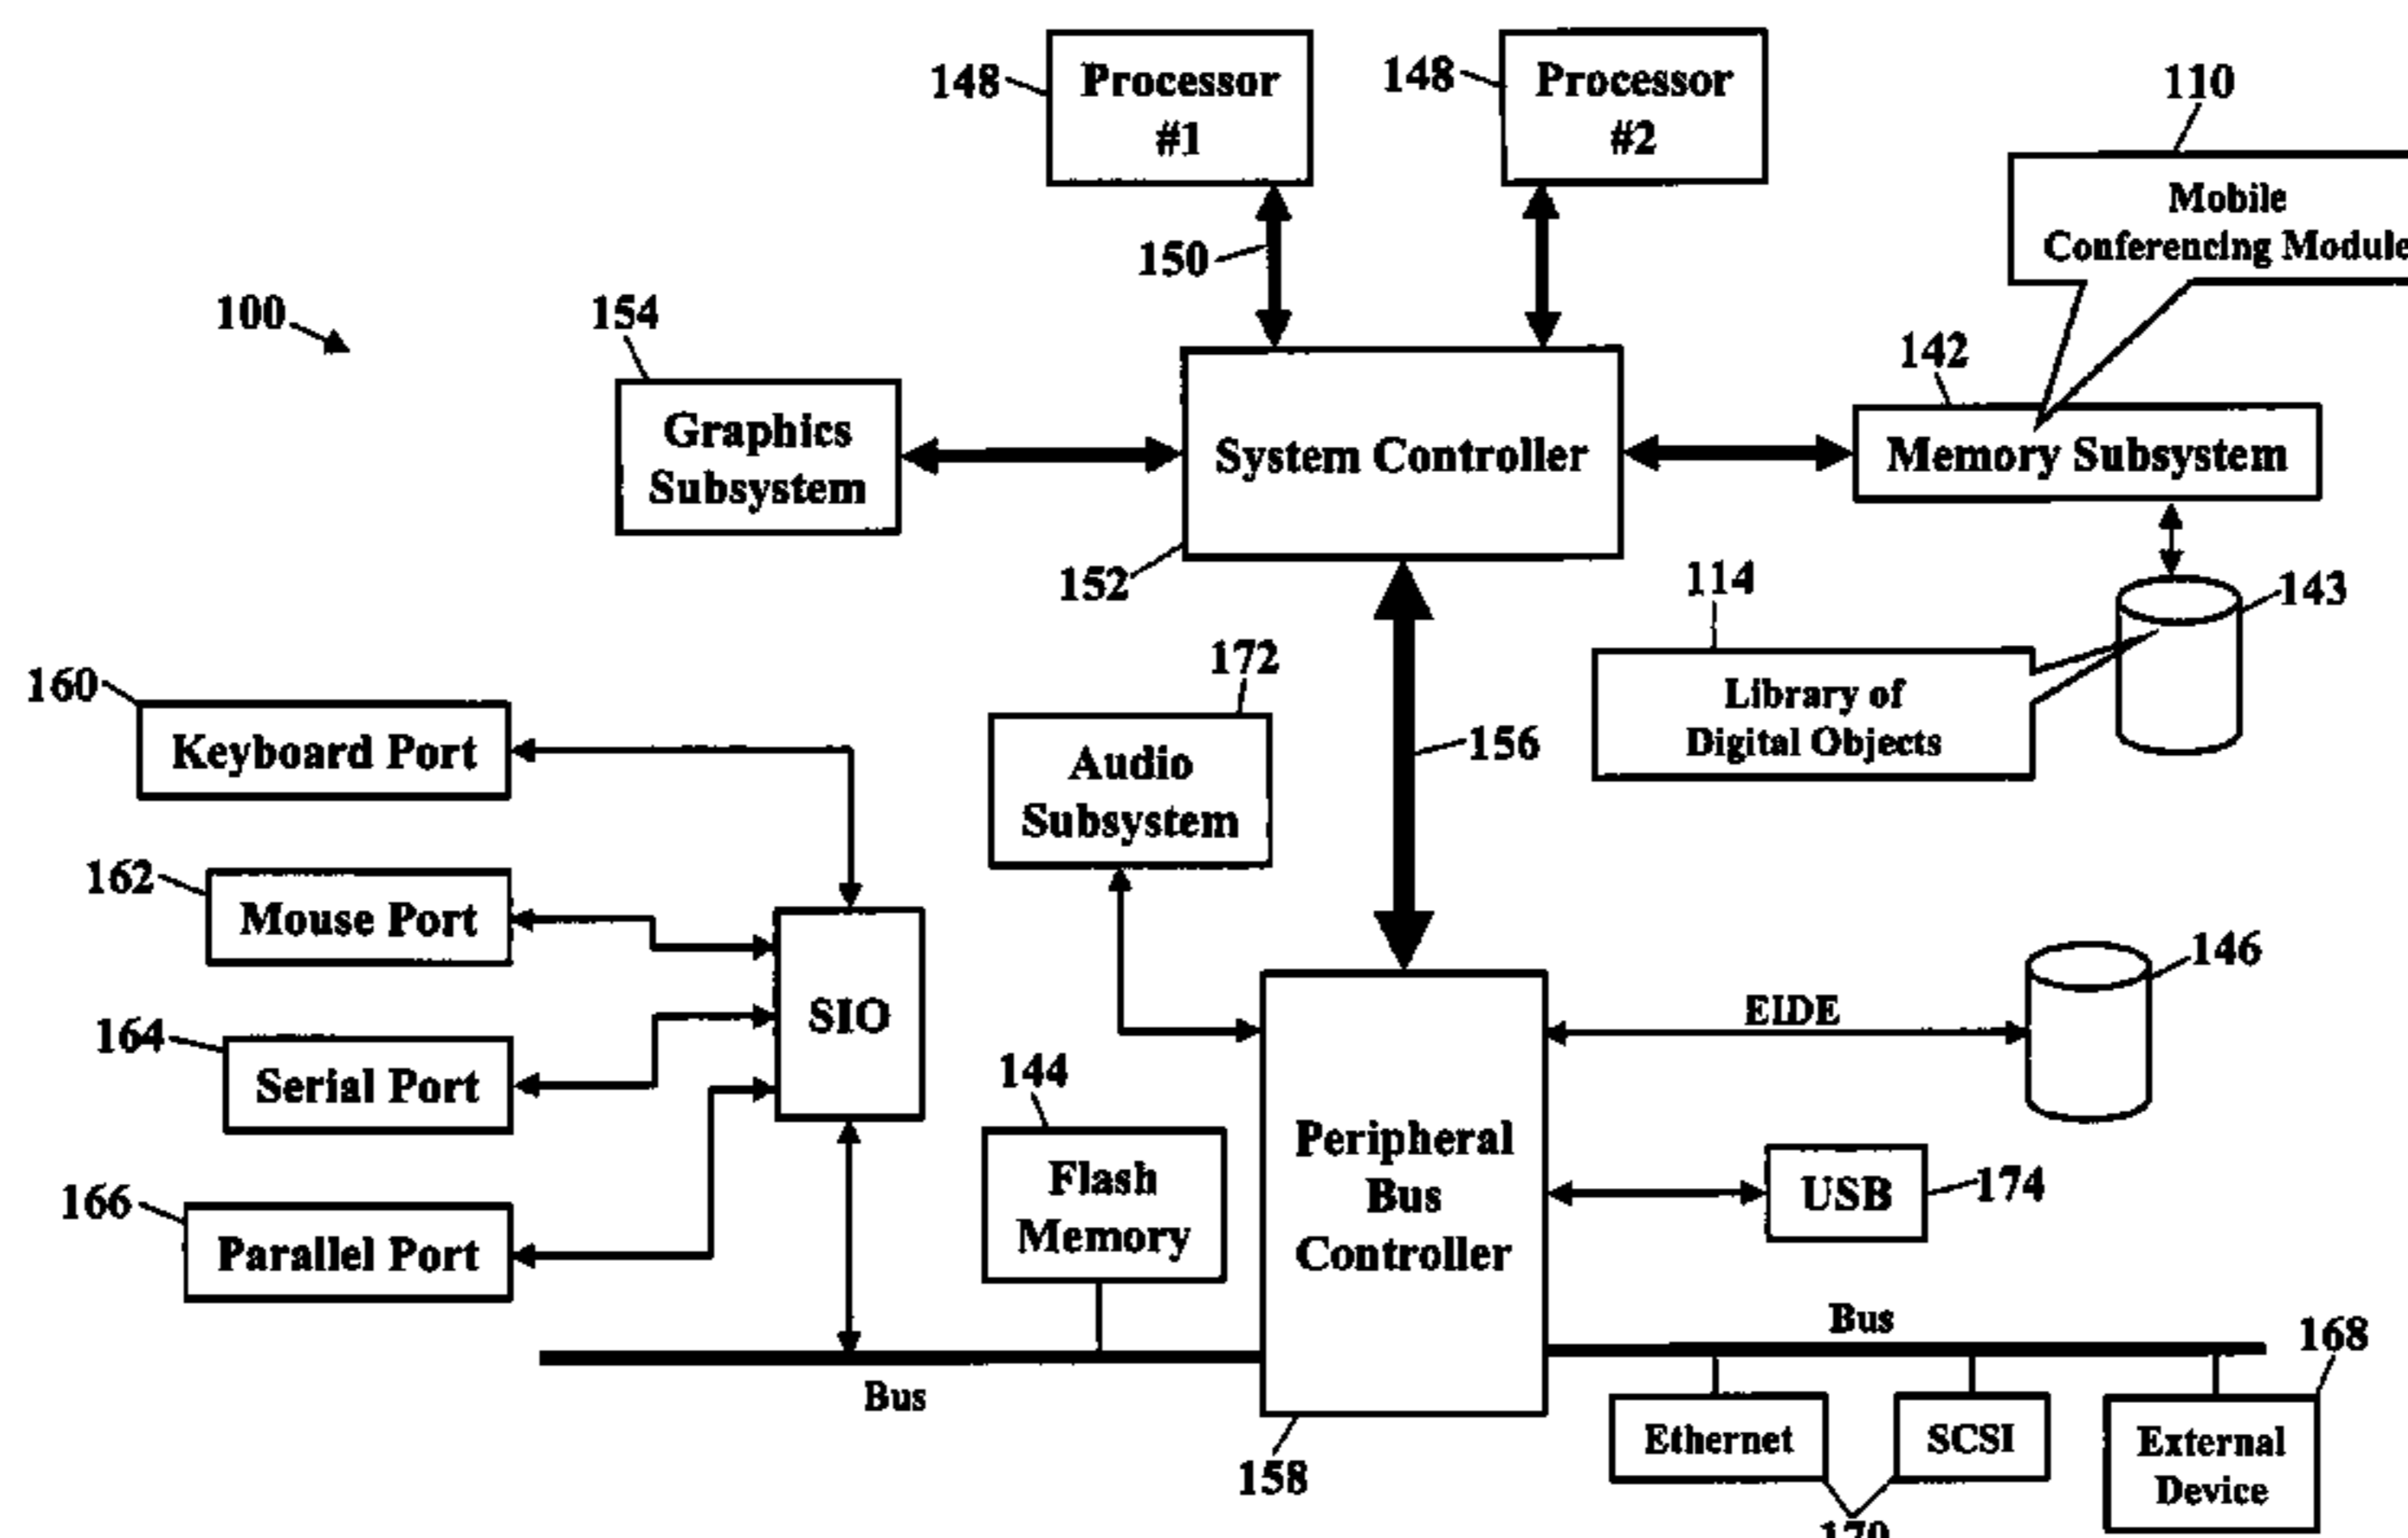 148
Processor
#1
148
Processor
#2
110
Mobile
Conferencing Module
150
100
154
Graphics
Subsystem
System Controller
152
142
Memory Subsystem
143
114
Library of
Digital Objects
156
160
Keyboard Port
172
Audio
Subsystem
162
Mouse Port
164
Serial Port
166
Parallel Port
SIO
144
Flash
Memory
Peripheral
Bus
Controller
158
EIDE
146
USB
174
Bus
Bus
168
Ethernet
SCSI
External
Device
170